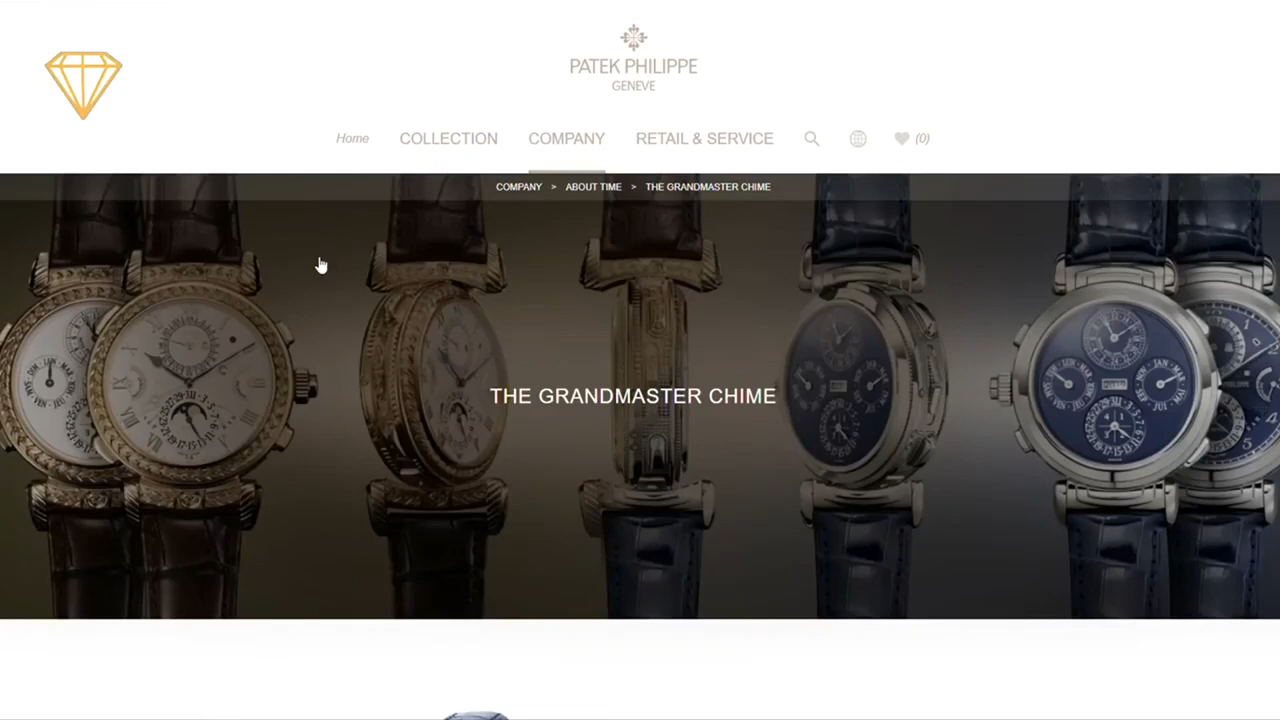 PATEK PHILIPPE
GENEVE
Home COLLECTION COMPANY RETAIL & SERVICE (0)
COMPANY > ABOUT TIME > THE GRANDMASTER CHIME
THE GRANDMASTER CHIME